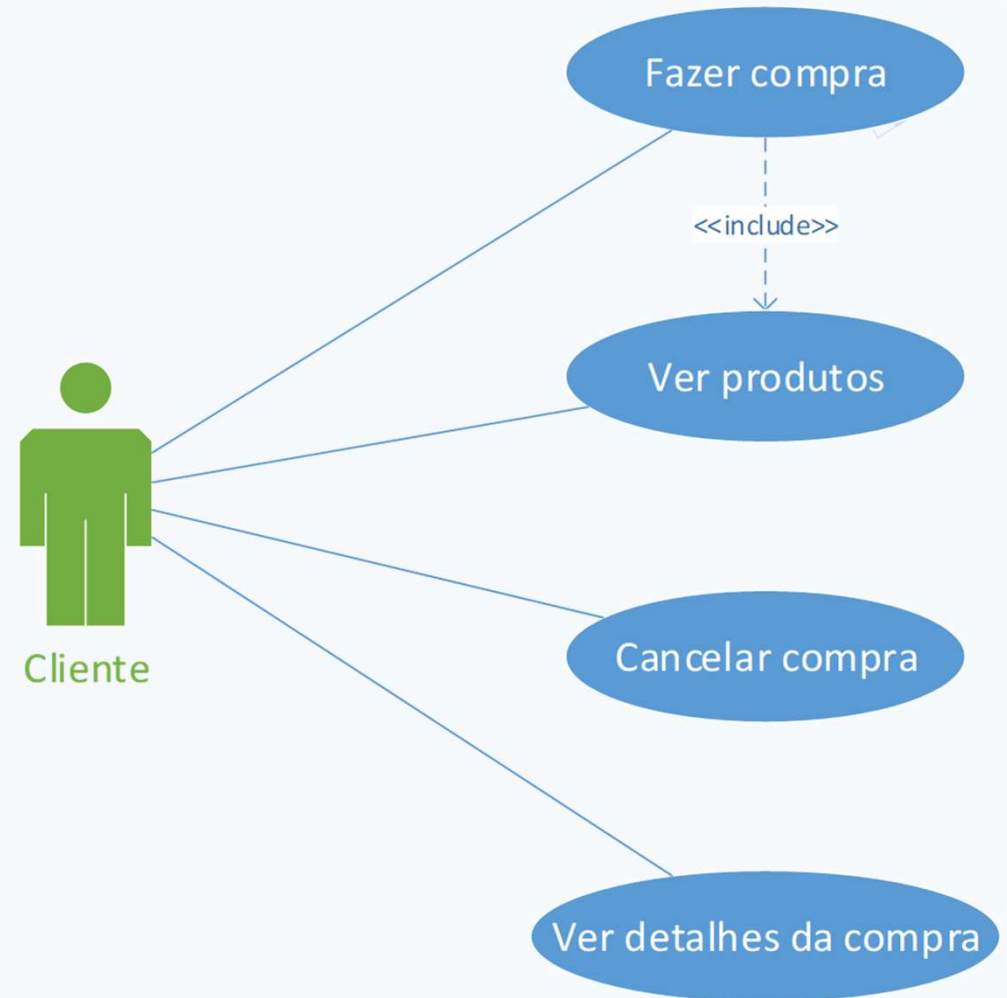 Fazer compra
<<include>>
Ver produtos
Cliente
Cancelar compra
Ver detalhes da compra